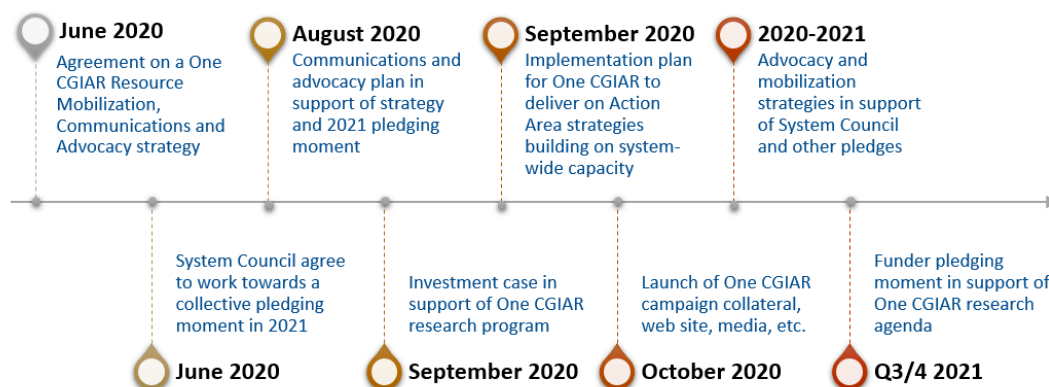 June 2020
Agreement on a One
CGIAR Resource
Mobilization,
Communications and
Advocacy strategy
August 2020
Communications and
advocacy plan in
support of strategy
and 2021 pledging
moment
September 2020
Implementation plan
for One CGIAR to
deliver on Action
Area strategies
building on system-
wide capacity
2020-2021
Advocacy and
mobilization
strategies in support
of System Council
and other pledges
System Council agree
to work towards a
collective pledging
moment in 2021
June 2020
Investment case in
support of One CGIAR
research program
September 2020
Launch of One CGIAR
campaign collateral,
web site, media, etc.
October 2020
Funder pledging
moment in support of
One CGIAR research
agenda
Q3/4 2021